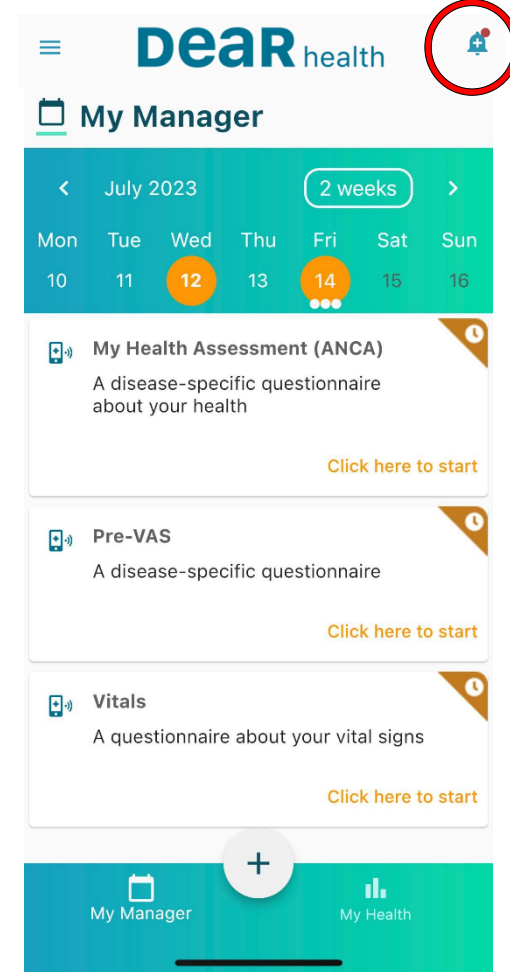 DeaR health
My Manager
July 2023 2 weeks
Mon Tue Wed Thu Fri Sat Sun
10 11 12 13 14 15 16
My Health Assessment (ANCA)
A disease-specific questionnaire
about your health
Click here to start
Pre-VAS
A disease-specific questionnaire
Click here to start
Vitals
A questionnaire about your vital signs
Click here to start
My Manager My Health